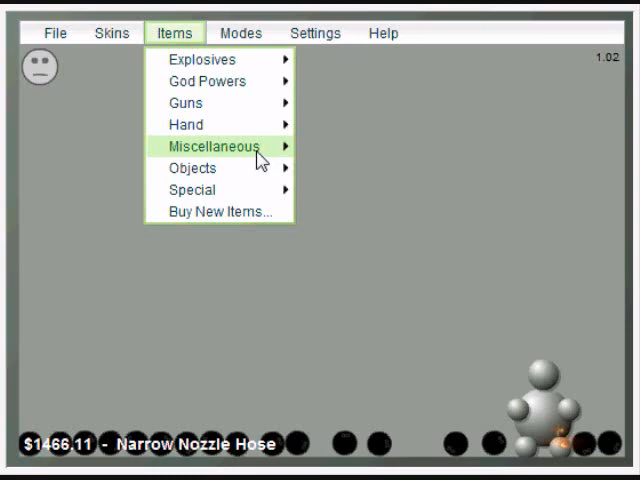 File Skins Items Modes Settings Help
1.02
Explosives
God Powers
Guns
Hand
Miscellaneous
Objects
Special
Buy New Items...
$1466.11 - Narrow Nozzle Hose